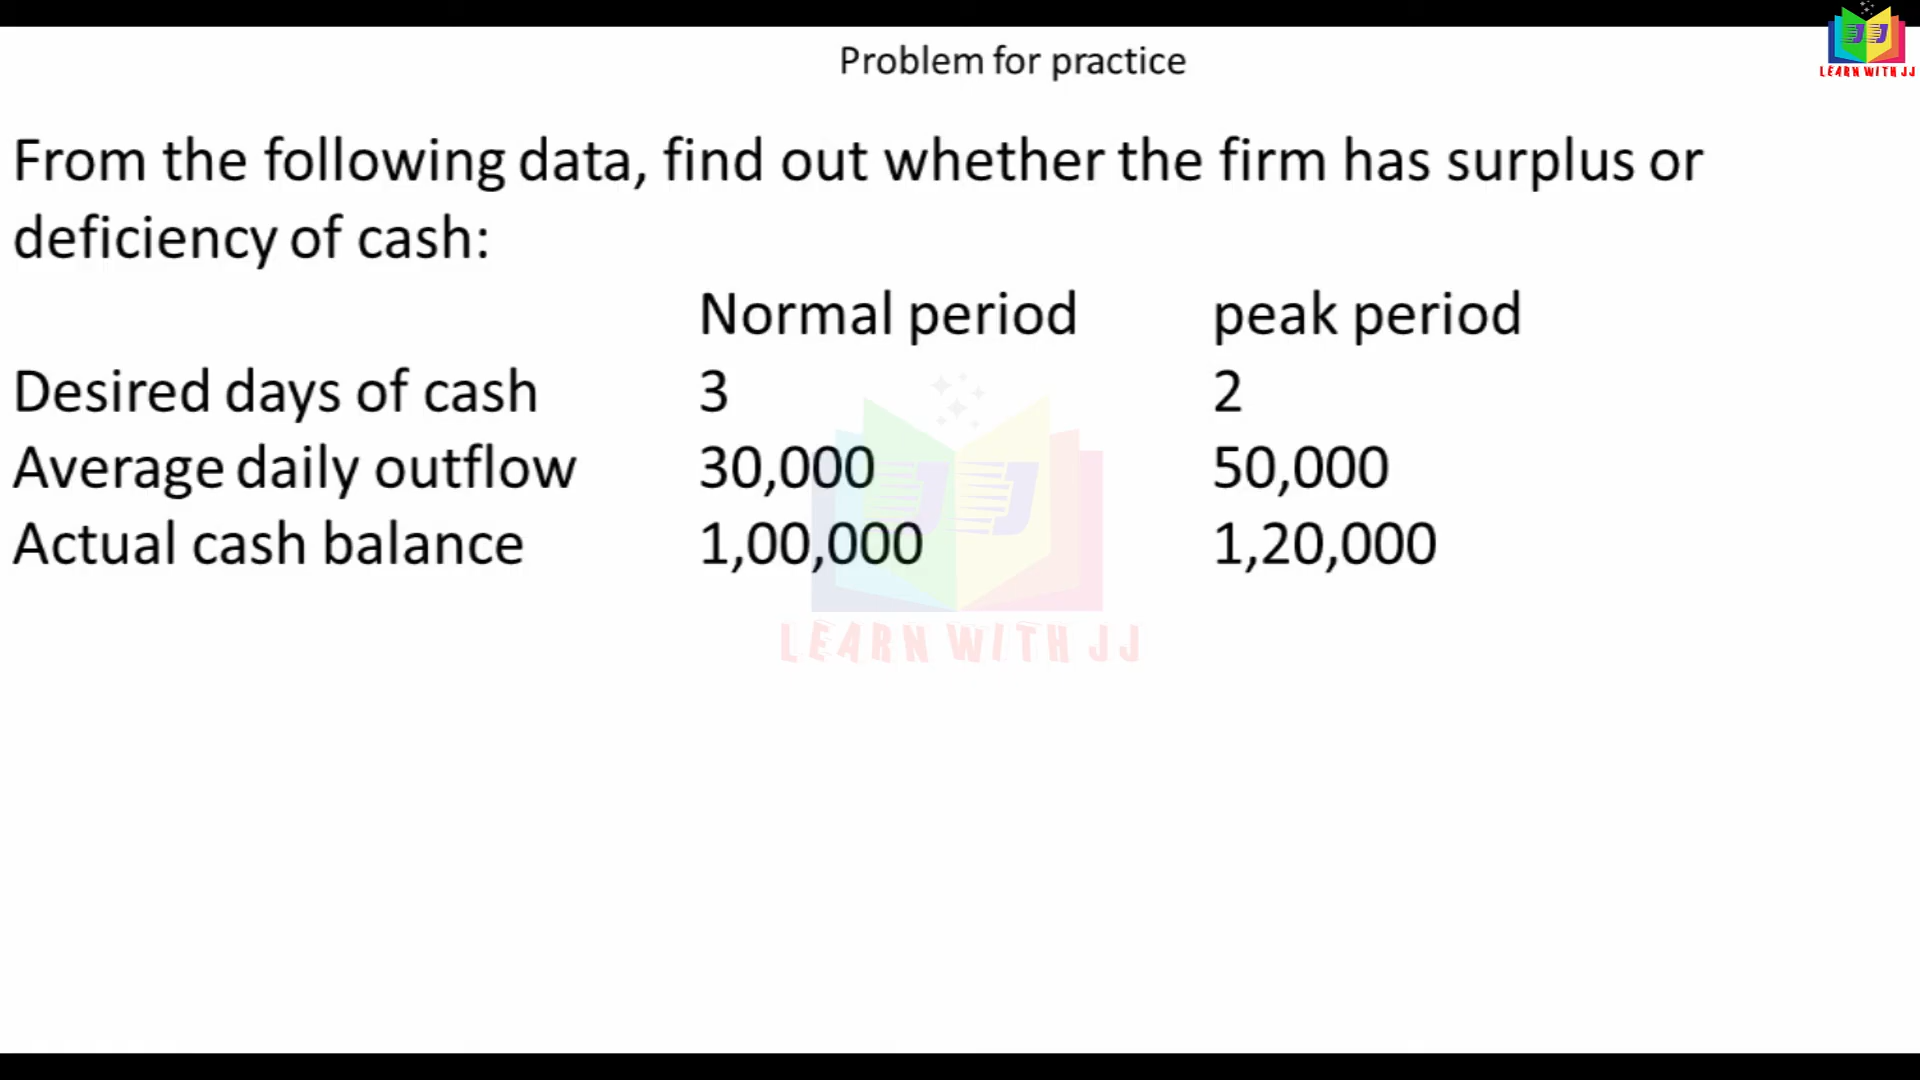 Problem for practice
LEARN WITH JJ
From the following data, find out whether the firm has surplus or
deficiency of cash:
Normal period peak period
Desired days of cash 3 2
Average daily outflow 30,000 50,000
Actual cash balance 1,00,000 1,20,000
JJ
LEARN WITH JJ